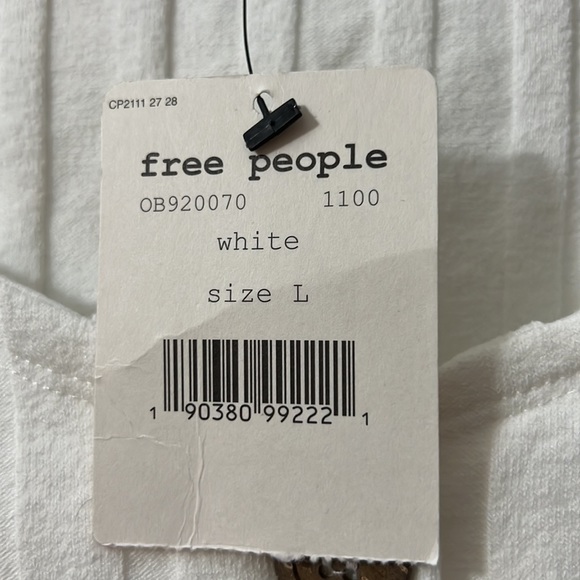 CP2111 27 28
free people
OB920070 1100
white
size L
1 90380 99222 1